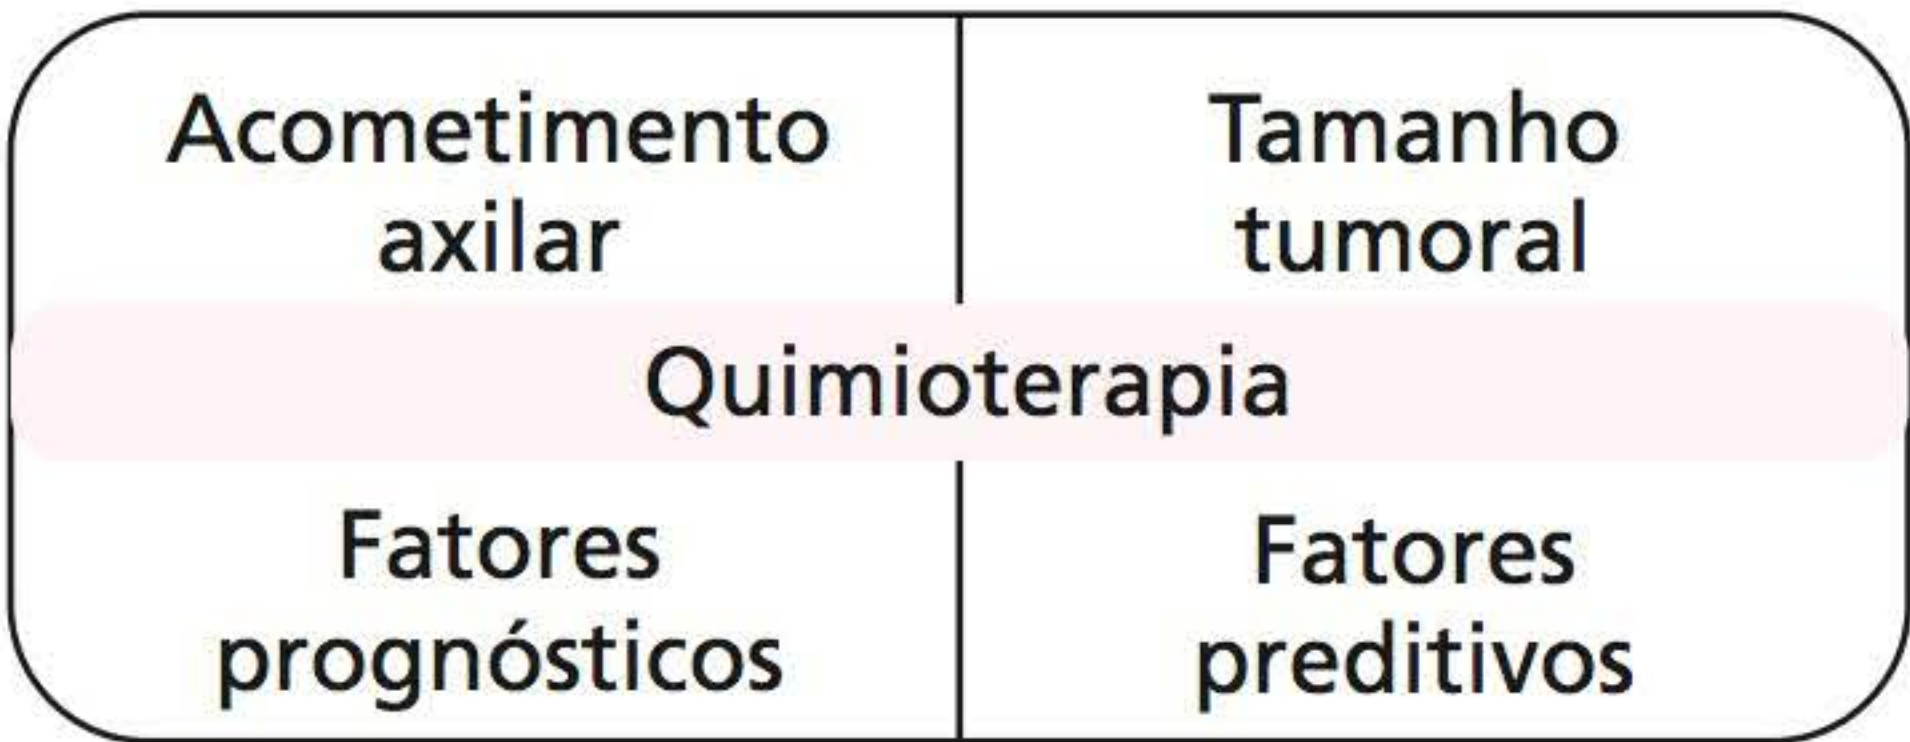 Acometimento
axilar
Tamanho
tumoral
Quimioterapia
Fatores
prognósticos
Fatores
preditivos